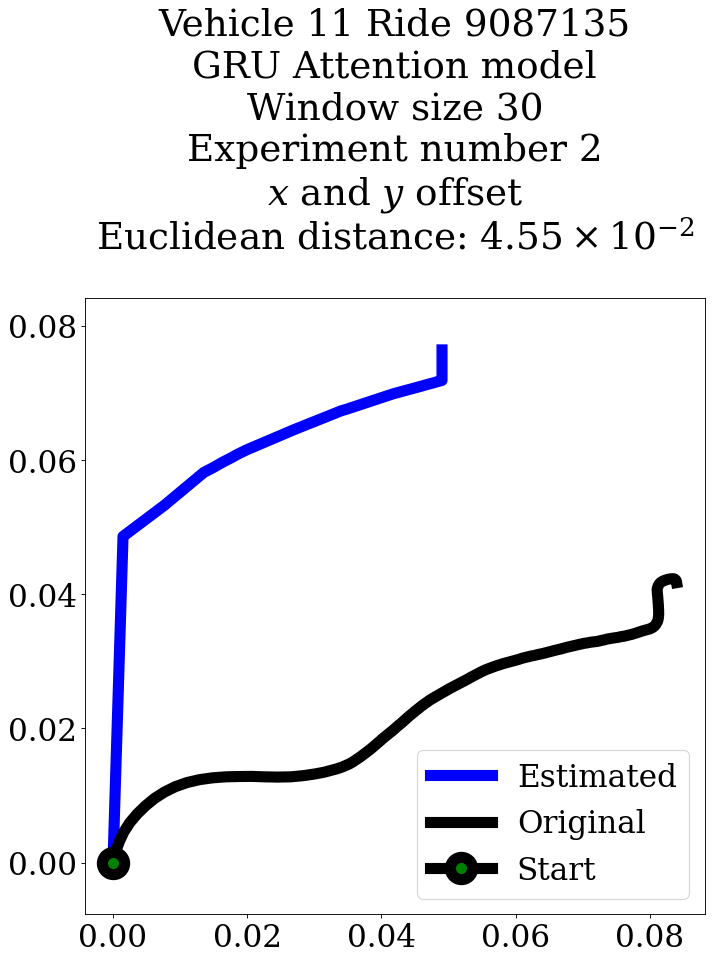 Vehicle 11 Ride 9087135
GRU Attention model
Window size 30
Experiment number 2
x and y offset
Euclidean distance: 4.55 × 10⁻²
0.08
0.06
0.04
0.02
0.00
Estimated
Original
Start
0.00 0.02 0.04 0.06 0.08